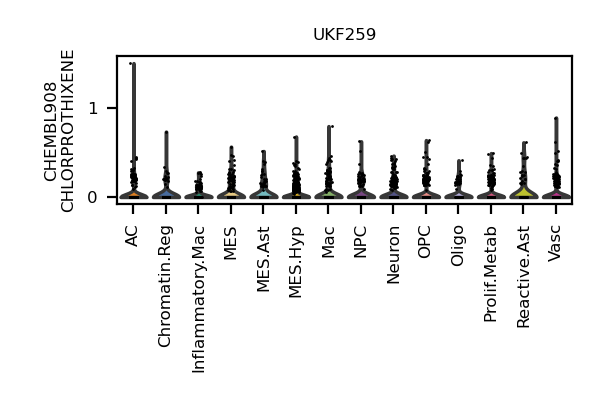 UKF259
CHEMBL908
CHLORPROTHIXENE
1
0
AC
Chromatin.Reg
Inflammatory.Mac
MES
MES.Ast
MES.Hyp
Mac
NPC
Neuron
OPC
Oligo
Prolif.Metab
Reactive.Ast
Vasc